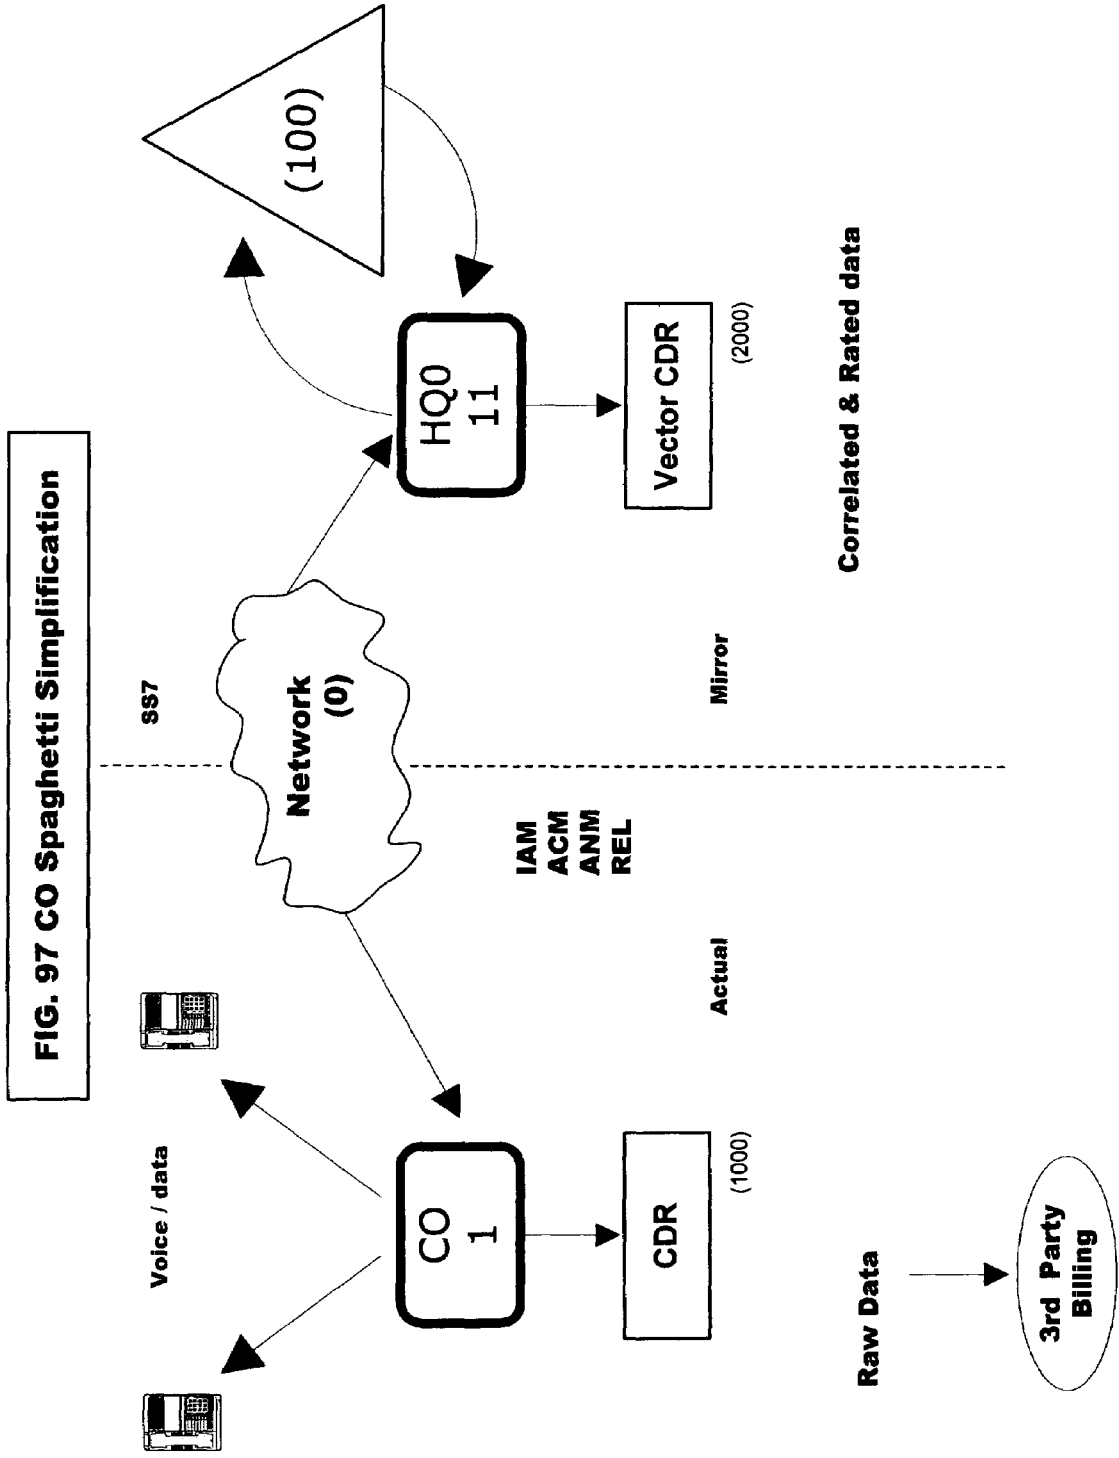 FIG. 97 CO Spaghetti Simplification
Voice / data
SS7
(100)
Network
(0)
CO
1
HQ0
11
IAM
ACM
ANM
REL
CDR
(1000)
Vector CDR
(2000)
Actual
Mirror
Raw Data
Correlated & Rated data
3rd Party
Billing